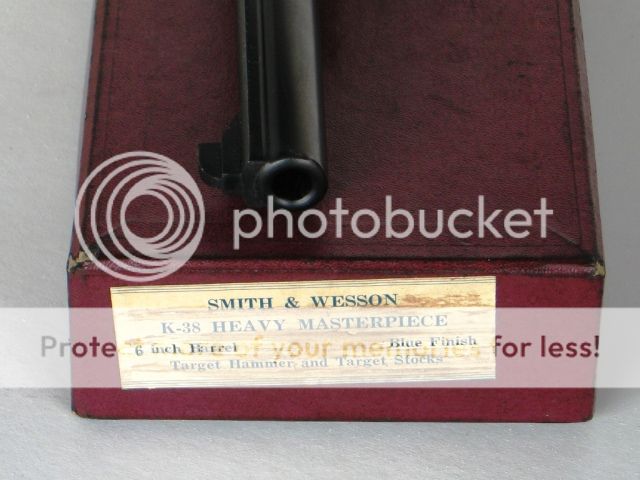 photobucket
SMITH & WESSON
K-38 HEAVY MASTERPIECE
Protect more of your memories for less!
6 inch Barrel Blue Finish
Target Hammer and Target Stocks